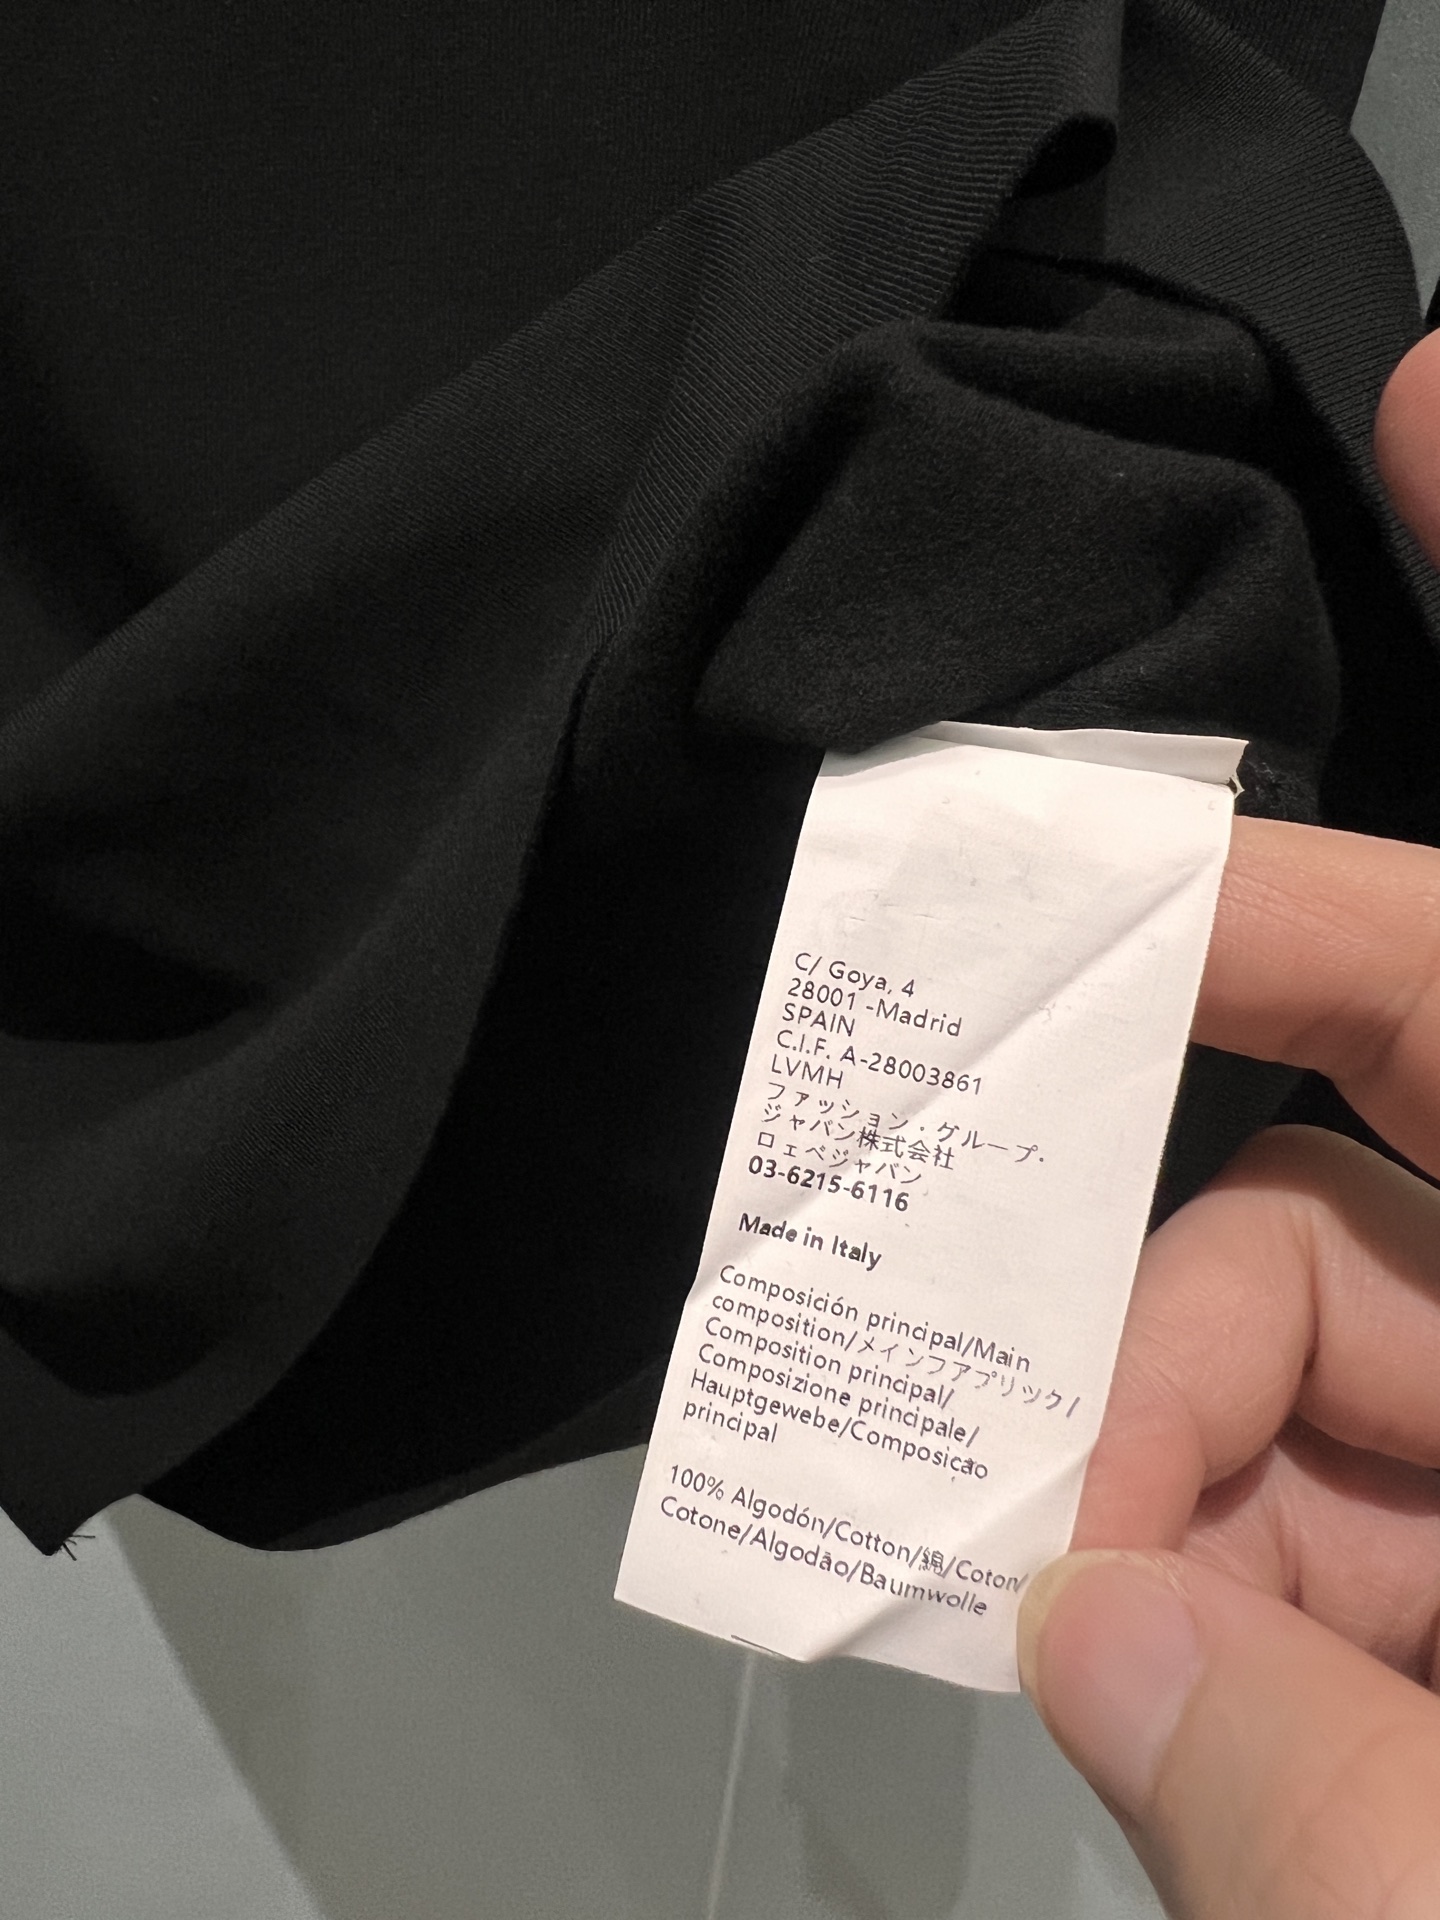 C/ Goya, 4
28001 -Madrid
SPAIN
C.I.F. A-28003861
LVMH
ファッション・グループ・
ジャパン株式会社
ロエベジャパン
03-6215-6116
Made in Italy
Composición principal/Main
composition/メインファブリック/
Composition principal/
Composizione principale/
Hauptgewebe/Composicão
principal
100% Algodón/Cotton/綿/Coton/
Cotone/Algodão/Baumwolle